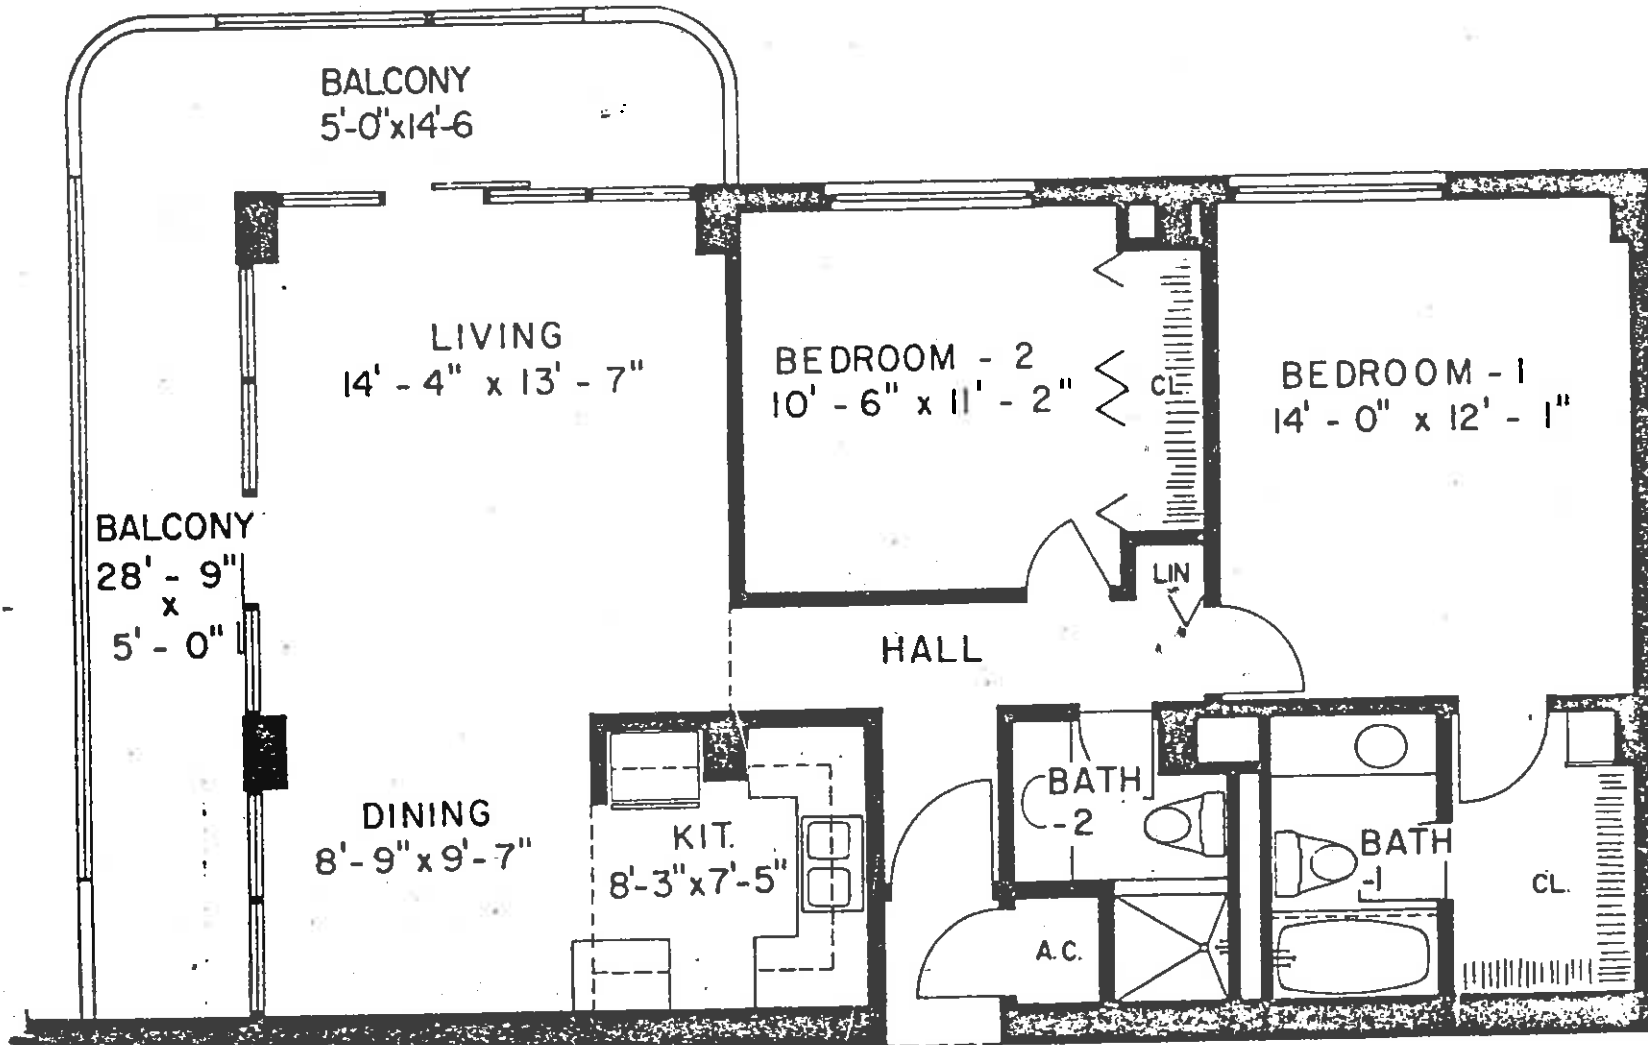 BALCONY
5'-0"x14'-6
LIVING
14' - 4" x 13' - 7"
BEDROOM - 2
10' - 6" x 11' - 2"
CL.
BEDROOM - 1
14' - 0" x 12' - 1"
BALCONY
28' - 9"
x
5' - 0"
LIN
HALL
DINING
8'-9" x 9'-7"
KIT.
8'-3"x7'-5"
BATH
-2
BATH
-1
CL.
A.C.